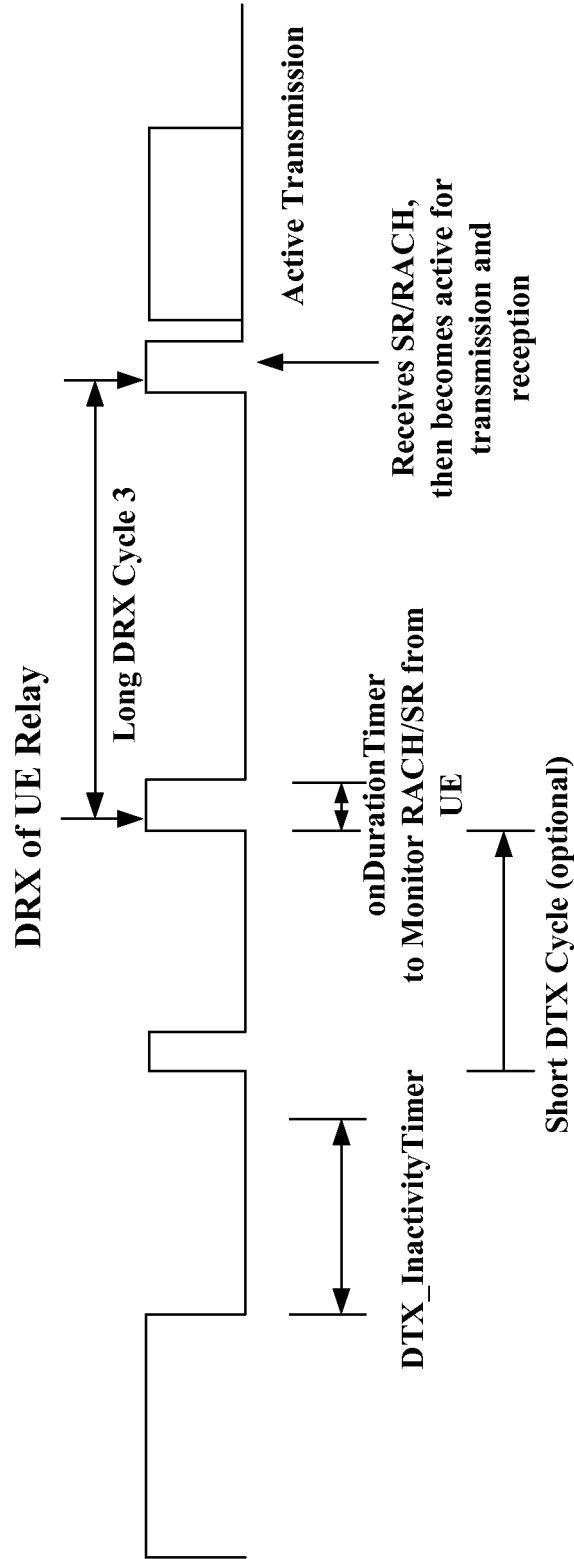 DRX of UE Relay
Long DRX Cycle 3
DTX_InactivityTimer
onDurationTimer
to Monitor RACH/SR from
UE
Short DTX Cycle (optional)
Active Transmission
Receives SR/RACH,
then becomes active for
transmission and
reception